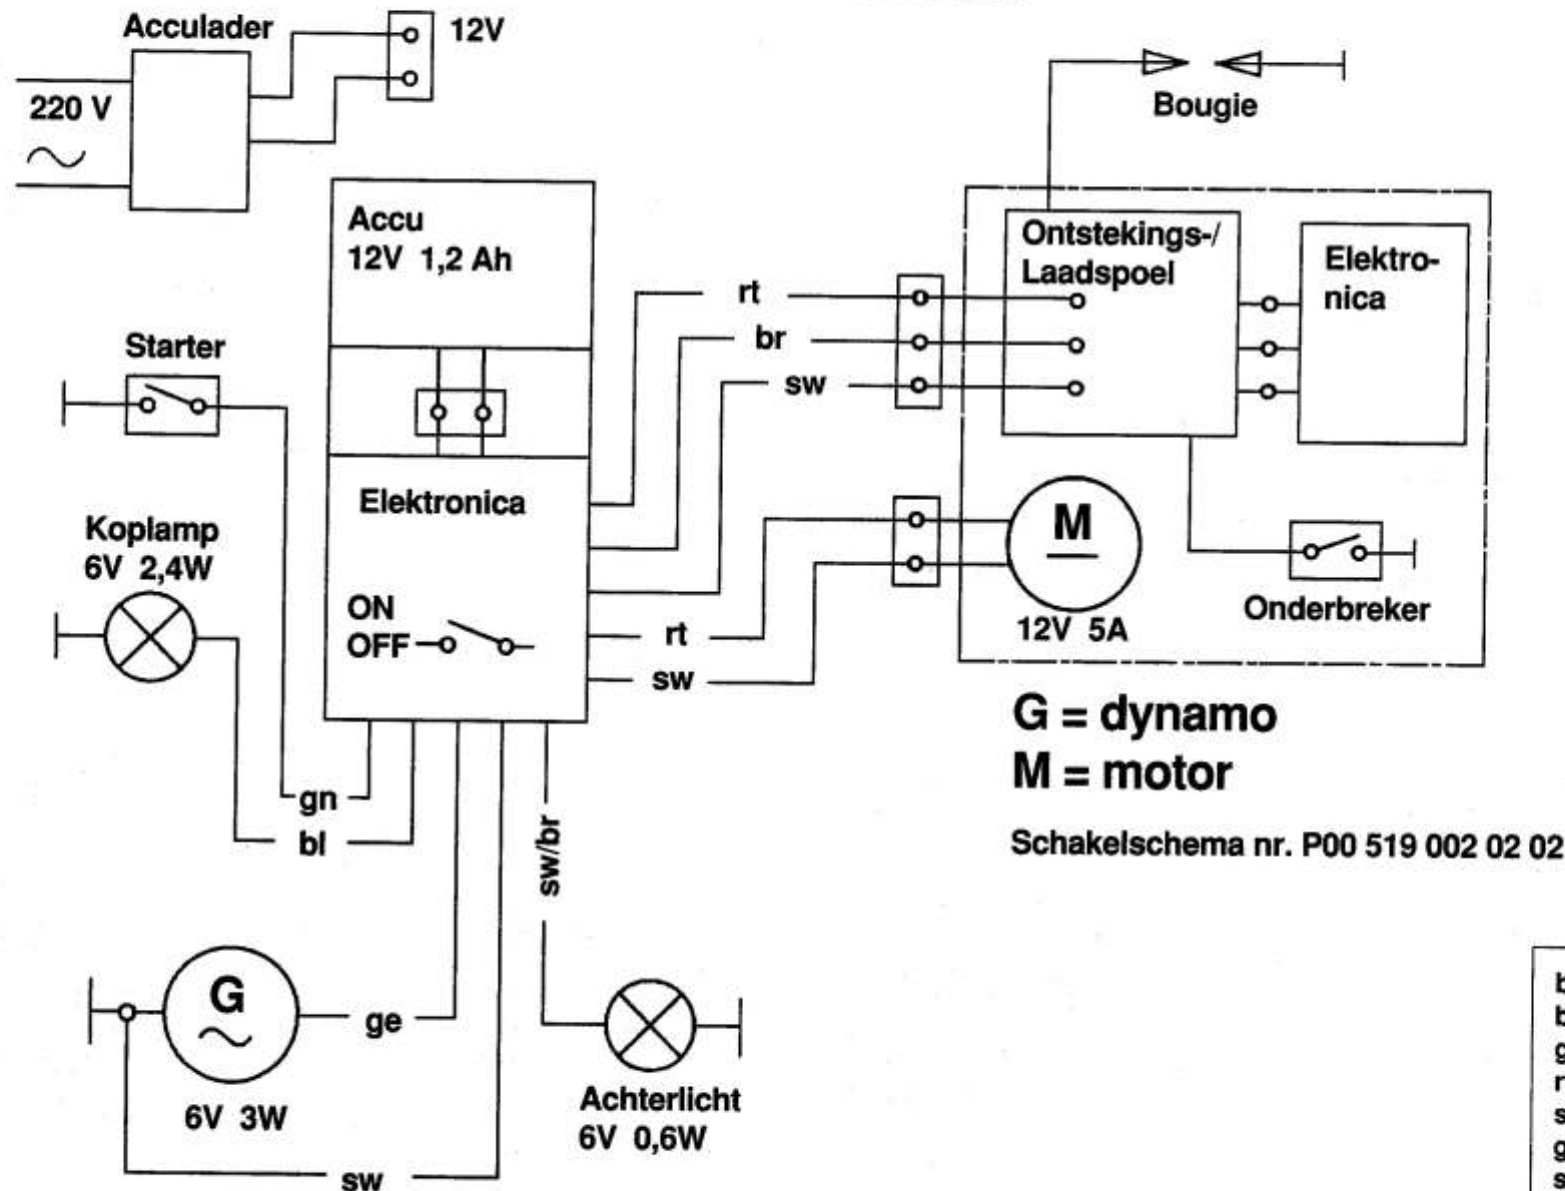 Acculader
12V
220 V
Bougie
Accu
12V 1,2 Ah
Ontstekings-/
Laadspoel
Elektro-
nica
rt
br
sw
Starter
Elektronica
Koplamp
6V 2,4W
ON
OFF
M
12V 5A
Onderbreker
rt
sw
G = dynamo
M = motor
gn
bl
sw/br
Schakelschema nr. P00 519 002 02 02
G
ge
6V 3W
Achterlicht
6V 0,6W
sw